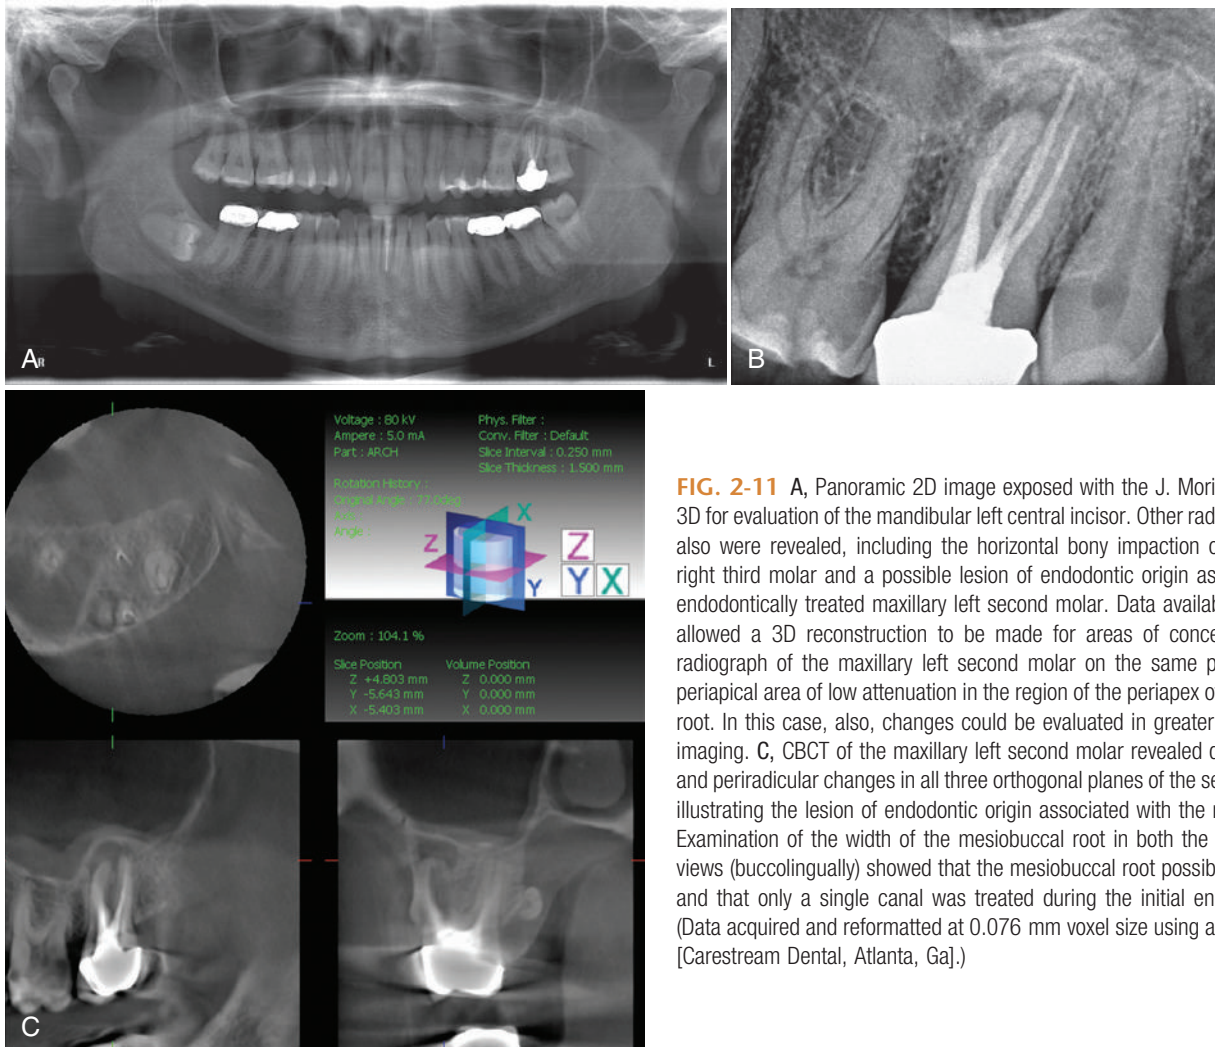 A
R
L
B
Voltage : 80 kV
Ampere : 5.0 mA
Part : ARCH
Phys. Filter :
Conv. Filter : Default
Slice Interval : 0.250 mm
Slice Thickness : 1.500 mm
Rotation History :
Original Angle : 77.0deg
Angle :
X
Z
Y
Z
Y X
Zoom : 104.1 %
Slice Position
Z +4.803 mm
Y -5.643 mm
X -5.403 mm
Volume Position
Z 0.000 mm
Y 0.000 mm
X 0.000 mm
C
FIG. 2-11 A, Panoramic 2D image exposed with the J. Mori
3D for evaluation of the mandibular left central incisor. Other rad
also were revealed, including the horizontal bony impaction o
right third molar and a possible lesion of endodontic origin as
endodontically treated maxillary left second molar. Data availab
allowed a 3D reconstruction to be made for areas of conce
radiograph of the maxillary left second molar on the same p
periapical area of low attenuation in the region of the periapex o
root. In this case, also, changes could be evaluated in greater
imaging. C, CBCT of the maxillary left second molar revealed c
and periradicular changes in all three orthogonal planes of the se
illustrating the lesion of endodontic origin associated with the r
Examination of the width of the mesiobuccal root in both the
views (buccolingually) showed that the mesiobuccal root possib
and that only a single canal was treated during the initial en
(Data acquired and reformatted at 0.076 mm voxel size using a
[Carestream Dental, Atlanta, Ga].)